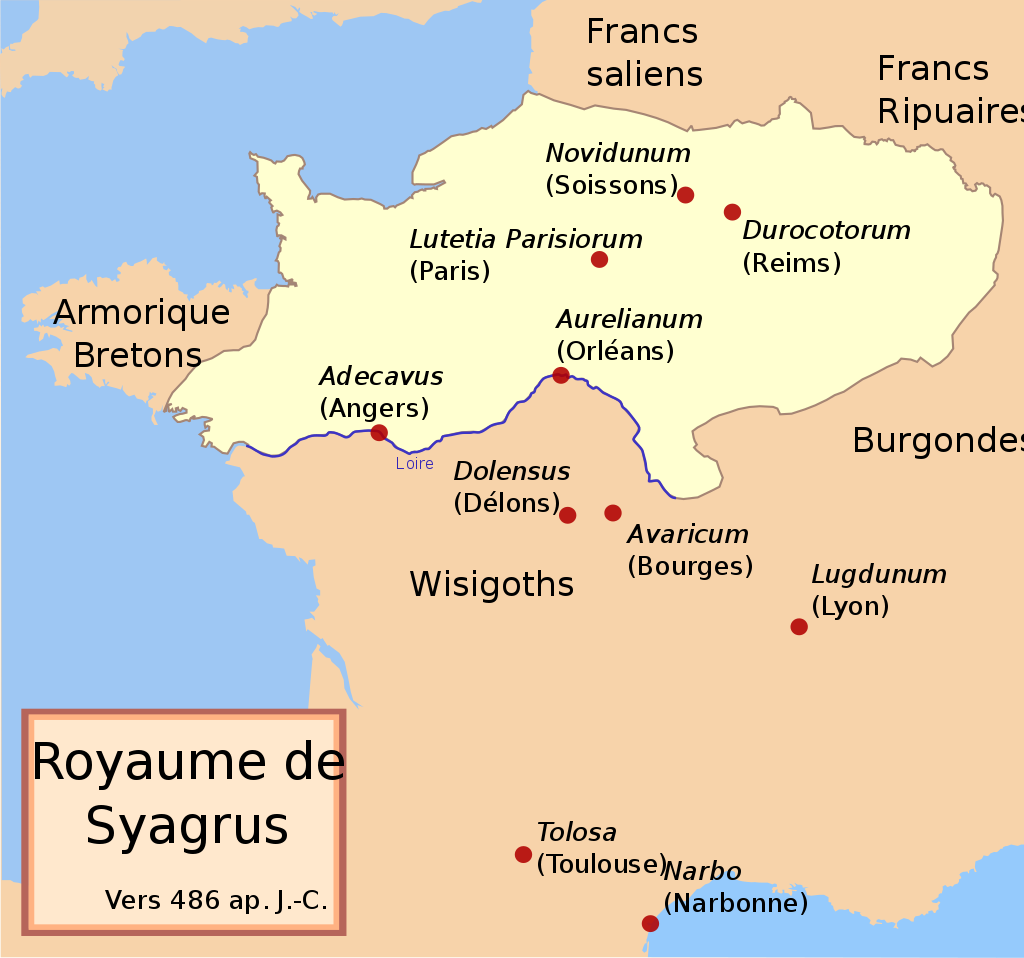 Francs
saliens
Francs
Ripuaires
Novidunum
(Soissons)
Durocotorum
(Reims)
Lutetia Parisiorum
(Paris)
Armorique
Bretons
Aurelianum
(Orléans)
Adecavus
(Angers)
Loire
Burgondes
Dolensus
(Délons)
Avaricum
(Bourges)
Wisigoths
Lugdunum
(Lyon)
Royaume de
Syagrus
Vers 486 ap. J.-C.
Tolosa
(Toulouse)
Narbo
(Narbonne)